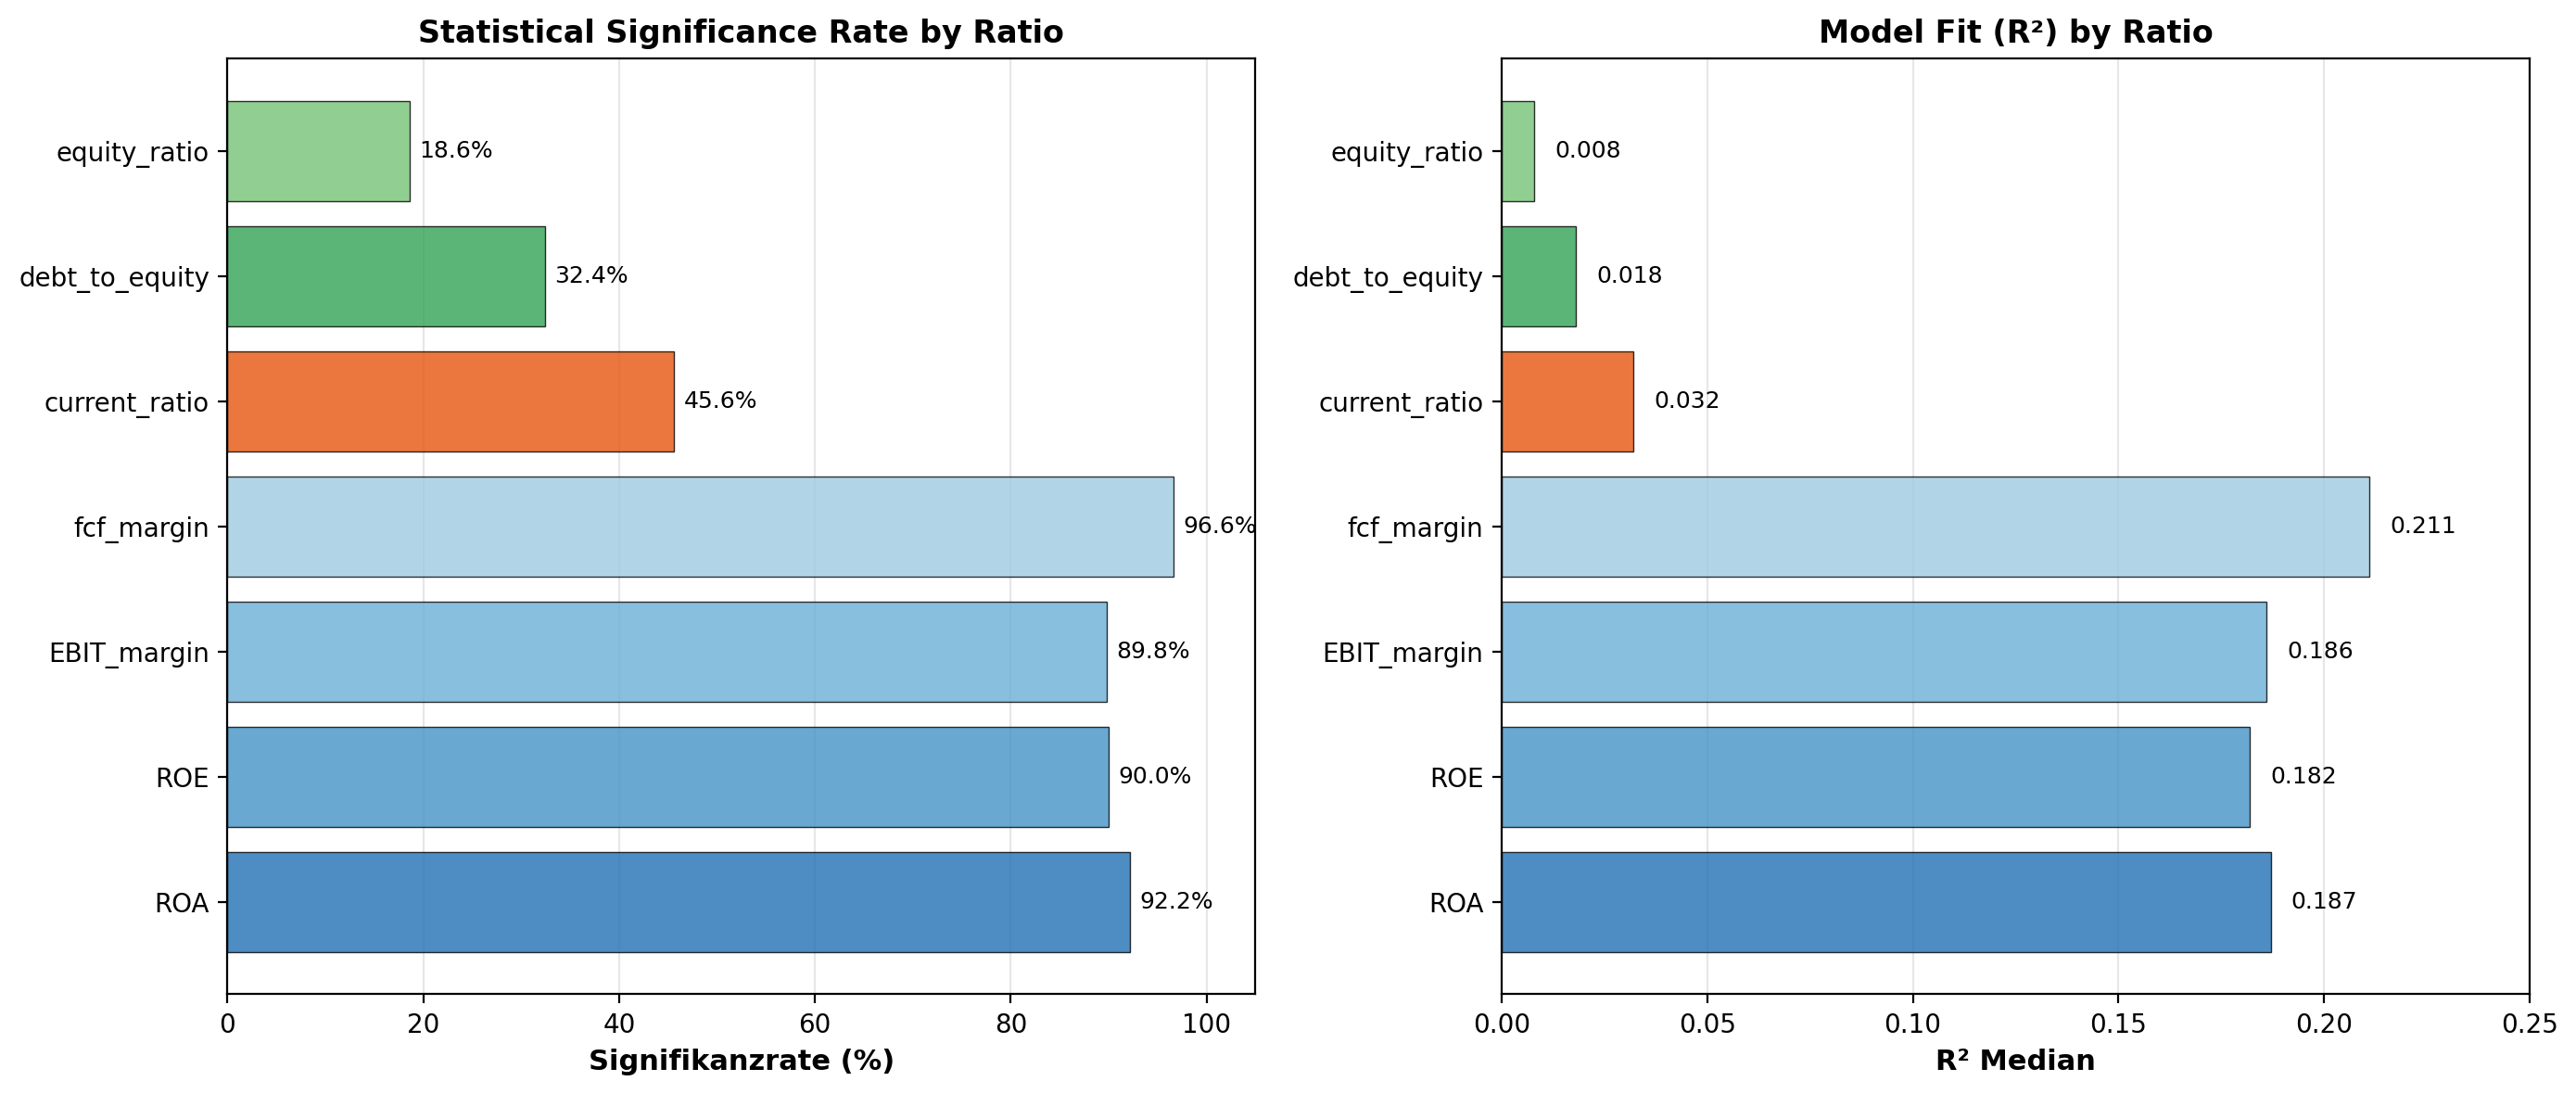 Statistical Significance Rate by Ratio
equity_ratio
18.6%
debt_to_equity
32.4%
current_ratio
45.6%
fcf_margin
96.6%
EBIT_margin
89.8%
ROE
90.0%
ROA
92.2%
0 20 40 60 80 100
Signifikanzrate (%)
Model Fit (R²) by Ratio
equity_ratio
0.008
debt_to_equity
0.018
current_ratio
0.032
fcf_margin
0.211
EBIT_margin
0.186
ROE
0.182
ROA
0.187
0.00 0.05 0.10 0.15 0.20 0.25
R² Median